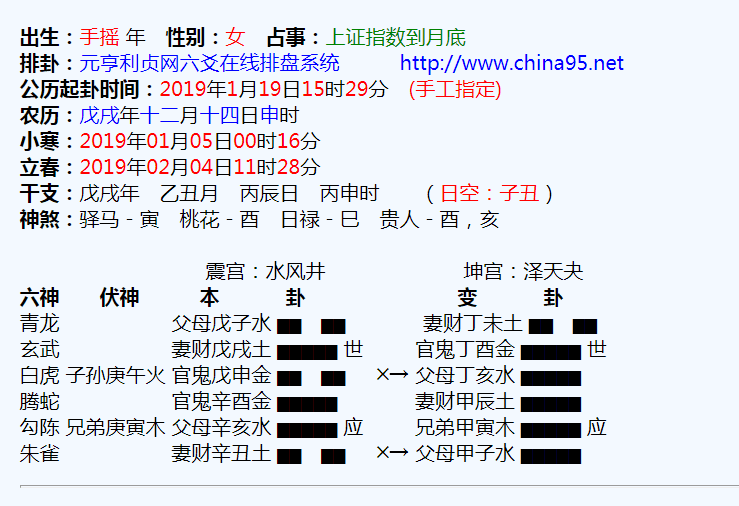 出生：手摇 年 性别：女 占事：上证指数到月底
排卦：元亨利贞网六爻在线排盘系统 http://www.china95.net
公历起卦时间：2019年1月19日15时29分 (手工指定)
农历：戊戌年十二月十四日申时
小寒：2019年01月05日00时16分
立春：2019年02月04日11时28分
干支：戊戌年 乙丑月 丙辰日 丙申时 （日空：子丑）
神煞：驿马－寅 桃花－酉 日禄－巳 贵人－酉，亥
震宫：水风井 坤宫：泽天夬
六神 伏神 本 卦 变 卦
青龙 父母戊子水 妻财丁未土
玄武 妻财戊戌土 世 官鬼丁酉金 世
白虎 子孙庚午火 官鬼戊申金 ×→ 父母丁亥水
腾蛇 官鬼辛酉金 妻财甲辰土
勾陈 兄弟庚寅木 父母辛亥水 应 兄弟甲寅木 应
朱雀 妻财辛丑土 ×→ 父母甲子水